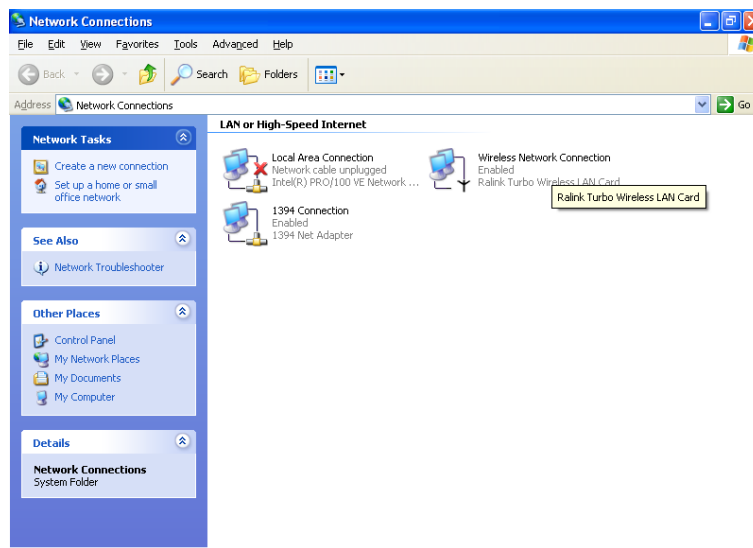 Network Connections
File Edit View Favorites Tools Advanced Help
Back Search Folders
Address Network Connections Go
Network Tasks
Create a new connection
Set up a home or small
office network
See Also
Network Troubleshooter
Other Places
Control Panel
My Network Places
My Documents
My Computer
Details
Network Connections
System Folder
LAN or High-Speed Internet
Local Area Connection
Network cable unplugged
Intel(R) PRO/100 VE Network ...
Wireless Network Connection
Enabled
Ralink Turbo Wireless LAN Card
Ralink Turbo Wireless LAN Card
1394 Connection
Enabled
1394 Net Adapter